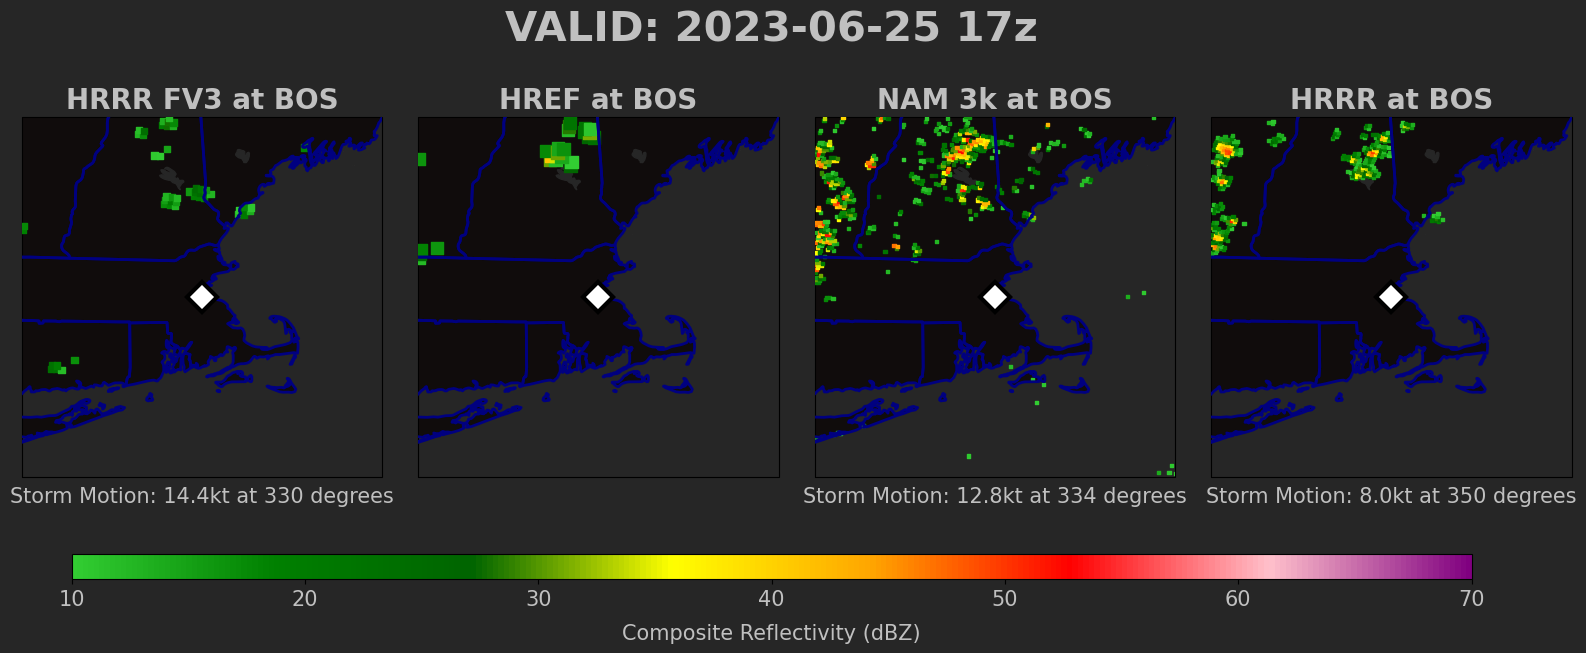 VALID: 2023-06-25 17z
HRRR FV3 at BOS
HREF at BOS
NAM 3k at BOS
HRRR at BOS
Storm Motion: 14.4kt at 330 degrees
Storm Motion: 12.8kt at 334 degrees
Storm Motion: 8.0kt at 350 degrees
10 20 30 40 50 60 70
Composite Reflectivity (dBZ)